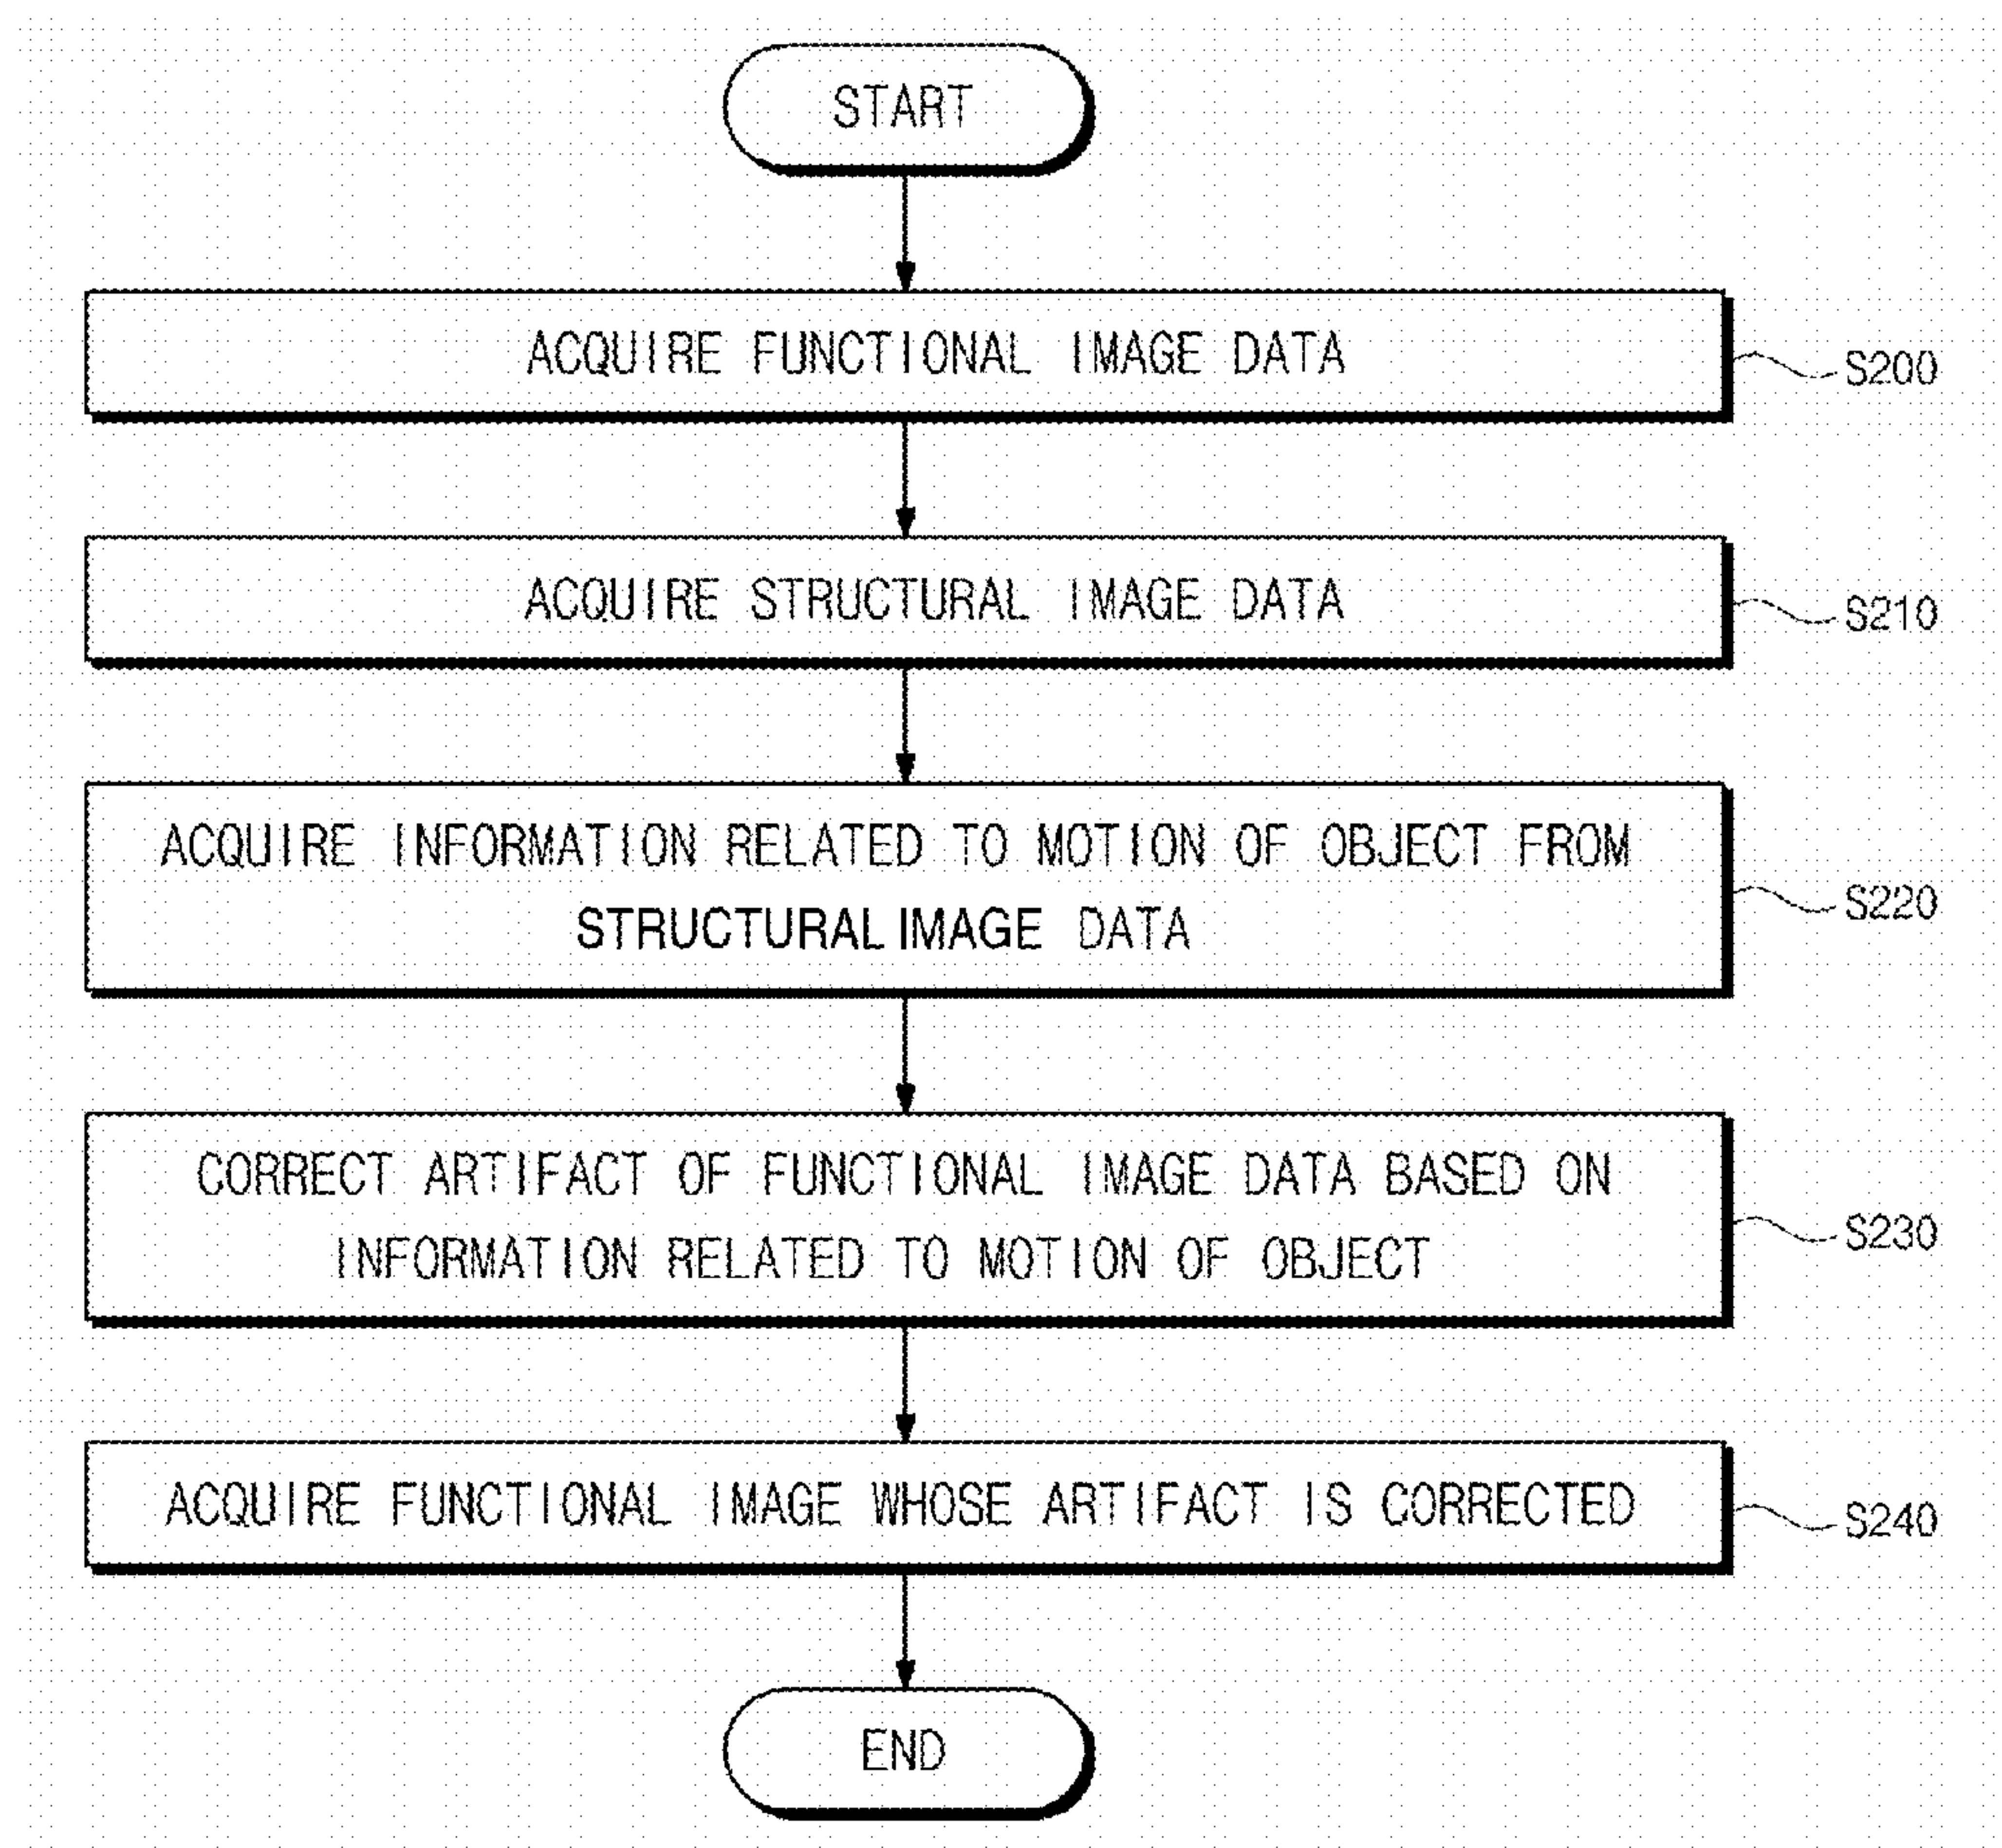 START
ACQUIRE FUNCTIONAL IMAGE DATA
S200
ACQUIRE STRUCTURAL IMAGE DATA
S210
ACQUIRE INFORMATION RELATED TO MOTION OF OBJECT FROM
STRUCTURAL IMAGE DATA
S220
CORRECT ARTIFACT OF FUNCTIONAL IMAGE DATA BASED ON
INFORMATION RELATED TO MOTION OF OBJECT
S230
ACQUIRE FUNCTIONAL IMAGE WHOSE ARTIFACT IS CORRECTED
S240
END